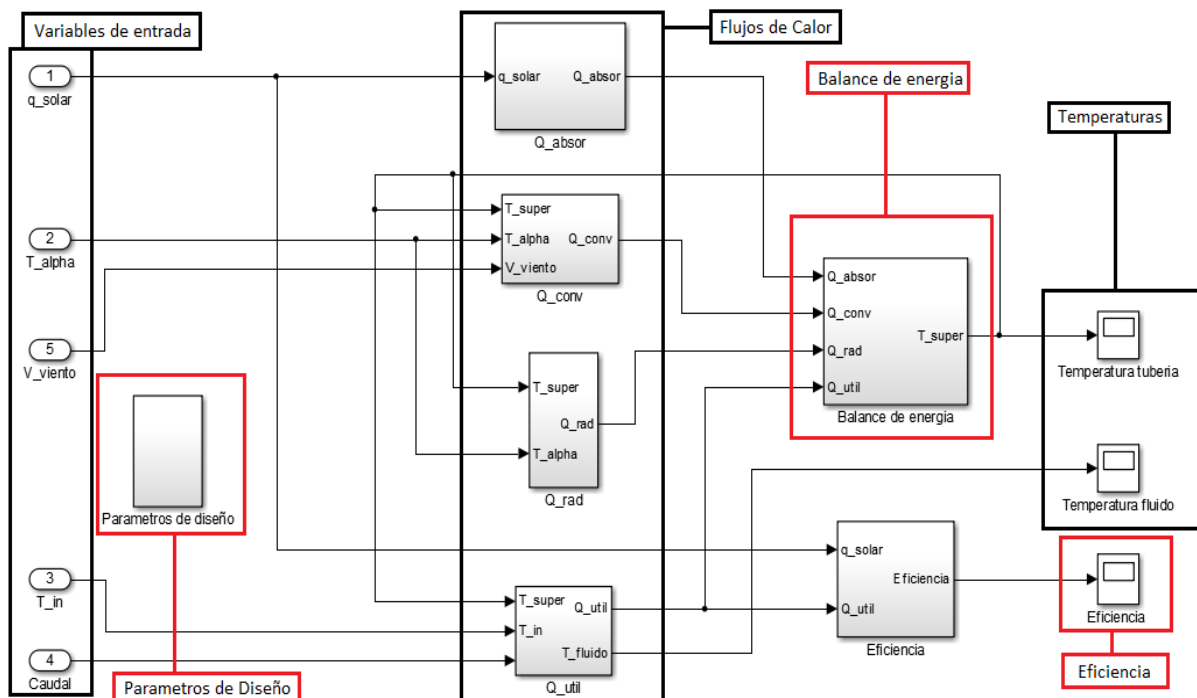 Variables de entrada
1
q_solar
2
T_alpha
5
V_viento
Parametros de diseño
3
T_in
4
Caudal
Parametros de Diseño
Flujos de Calor
q_solar
Q_absor
Q_absor
T_super
T_alpha
V_viento
Q_conv
Q_conv
T_super
T_alpha
Q_rad
Q_rad
T_super
T_in
Q_util
T_fluido
Q_util
Balance de energia
Q_absor
Q_conv
Q_rad
Q_util
T_super
Balance de energia
q_solar
Q_util
Eficiencia
Eficiencia
Temperaturas
Temperatura tuberia
Temperatura fluido
Eficiencia
Eficiencia